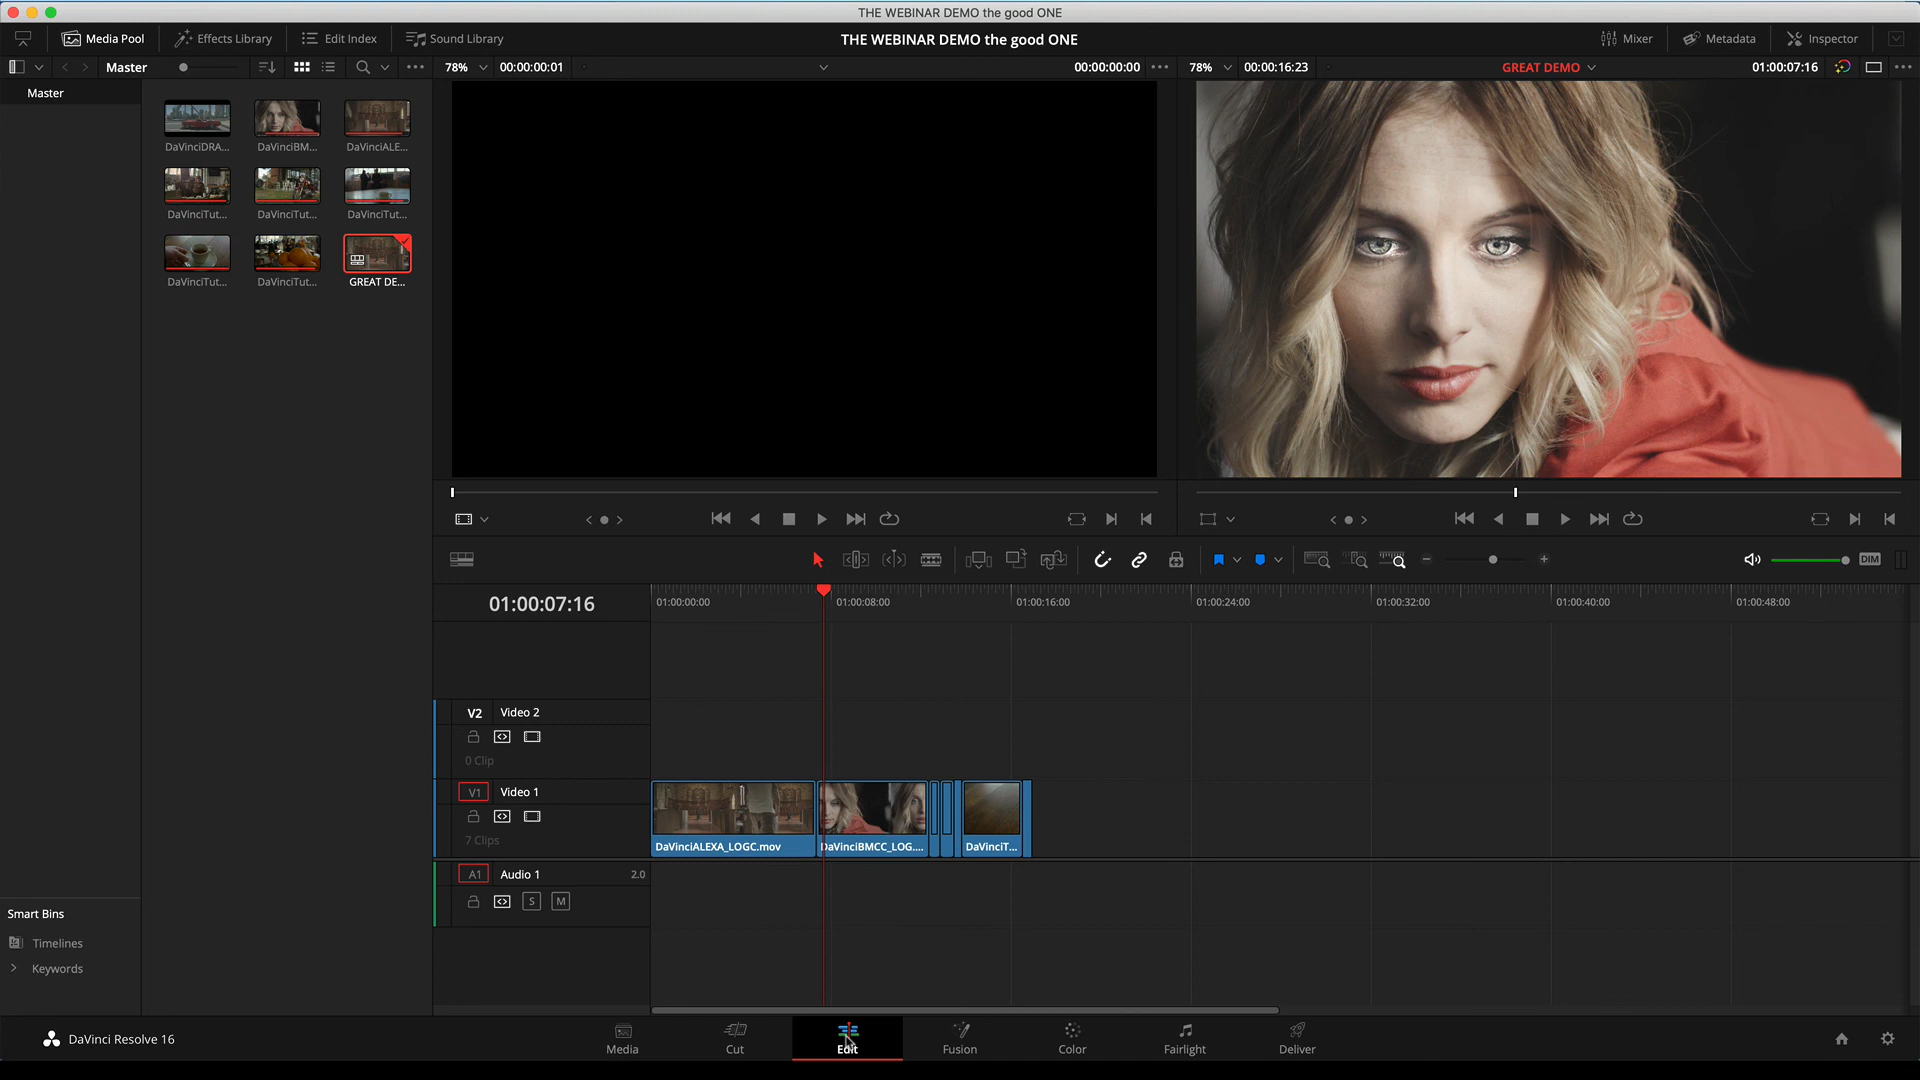 THE WEBINAR DEMO the good ONE
Media Pool Effects Library Edit Index Sound Library THE WEBINAR DEMO the good ONE Mixer Metadata Inspector
Master 78% 00:00:00:01 00:00:00:00 78% 00:00:16:23 GREAT DEMO 01:00:07:16
Master
DaVinciDRA... DaVinciBM... DaVinciALE...
DaVinciTut... DaVinciTut... DaVinciTut...
DaVinciTut... DaVinciTut... GREAT DE...
DIM
01:00:07:16 01:00:00:00 01:00:08:00 01:00:16:00 01:00:24:00 01:00:32:00 01:00:40:00 01:00:48:00
V2 Video 2
0 Clip
V1 Video 1
7 Clips
DaVinciALEXA_LOGC.mov DaVinciBMCC_LOG.... DaVinciT...
A1 Audio 1 2.0
S M
Smart Bins
Timelines
Keywords
DaVinci Resolve 16
Media Cut Edit Fusion Color Fairlight Deliver